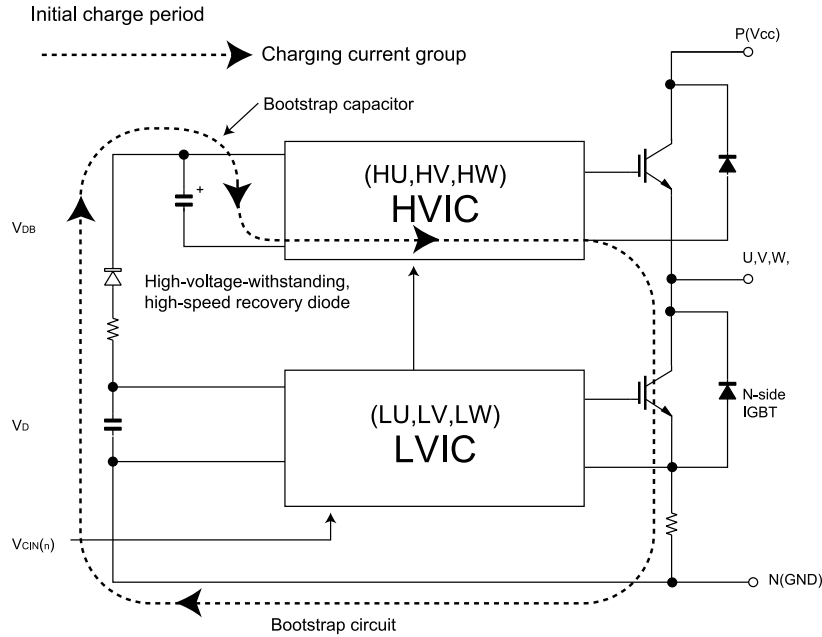 Initial charge period
Charging current group
P(Vcc)
Bootstrap capacitor
(HU,HV,HW)
HVIC
+
VDB
U,V,W,
High-voltage-withstanding,
high-speed recovery diode
(LU,LV,LW)
LVIC
N-side
IGBT
VD
VCIN(n)
N(GND)
Bootstrap circuit